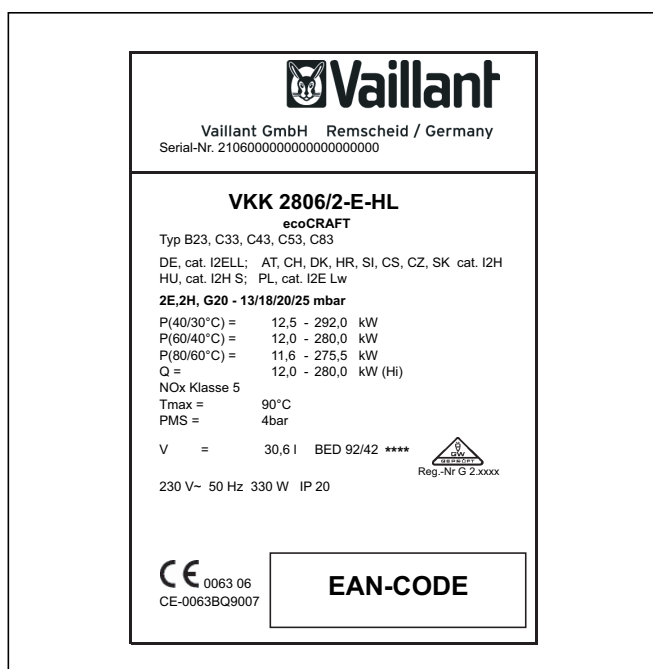 Vaillant
Vaillant GmbH Remscheid / Germany
Serial-Nr. 21060000000000000000000
VKK 2806/2-E-HL
ecoCRAFT
Typ B23, C33, C43, C53, C83
DE, cat. I2ELL; AT, CH, DK, HR, SI, CS, CZ, SK cat. I2H
HU, cat. I2H S; PL, cat. I2E Lw
2E,2H, G20 - 13/18/20/25 mbar
P(40/30°C) = 12,5 - 292,0 kW
P(60/40°C) = 12,0 - 280,0 kW
P(80/60°C) = 11,6 - 275,5 kW
Q = 12,0 - 280,0 kW (Hi)
NOx Klasse 5
Tmax = 90°C
PMS = 4bar
V = 30,6 l BED 92/42 ****
GW
GEPRÜFT
Reg.-Nr G 2.xxxx
230 V~ 50 Hz 330 W IP 20
CE 0063 06
CE-0063BQ9007
EAN-CODE